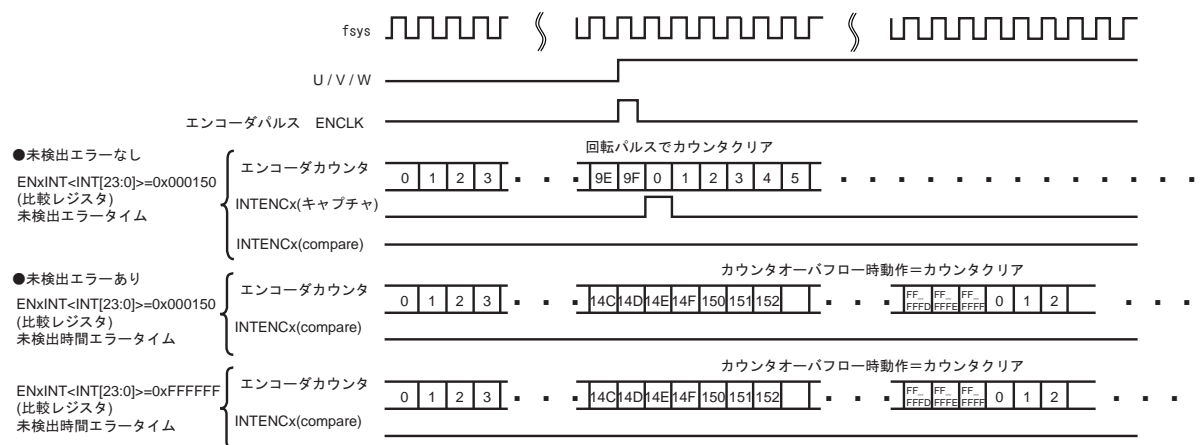 fsys
U / V / W
エンコーダパルス ENCLK
●未検出エラーなし
ENxINT<INT[23:0]>=0x000150
(比較レジスタ)
未検出エラータイム
回転パルスでカウンタクリア
エンコーダカウンタ
0 1 2 3 9E 9F 0 1 2 3 4 5
INTENCx(キャプチャ)
INTENCx(compare)
●未検出エラーあり
ENxINT<INT[23:0]>=0x000150
(比較レジスタ)
未検出時間エラータイム
カウンタオーバフロー時動作＝カウンタクリア
エンコーダカウンタ
0 1 2 3 14C 14D 14E 14F 150 151 152 FF_FFFD FF_FFFE FF_FFFF 0 1 2
INTENCx(compare)
ENxINT<INT[23:0]>=0xFFFFFF
(比較レジスタ)
未検出時間エラータイム
カウンタオーバフロー時動作＝カウンタクリア
エンコーダカウンタ
0 1 2 3 14C 14D 14E 14F 150 151 152 FF_FFFD FF_FFFE FF_FFFF 0 1 2
INTENCx(compare)